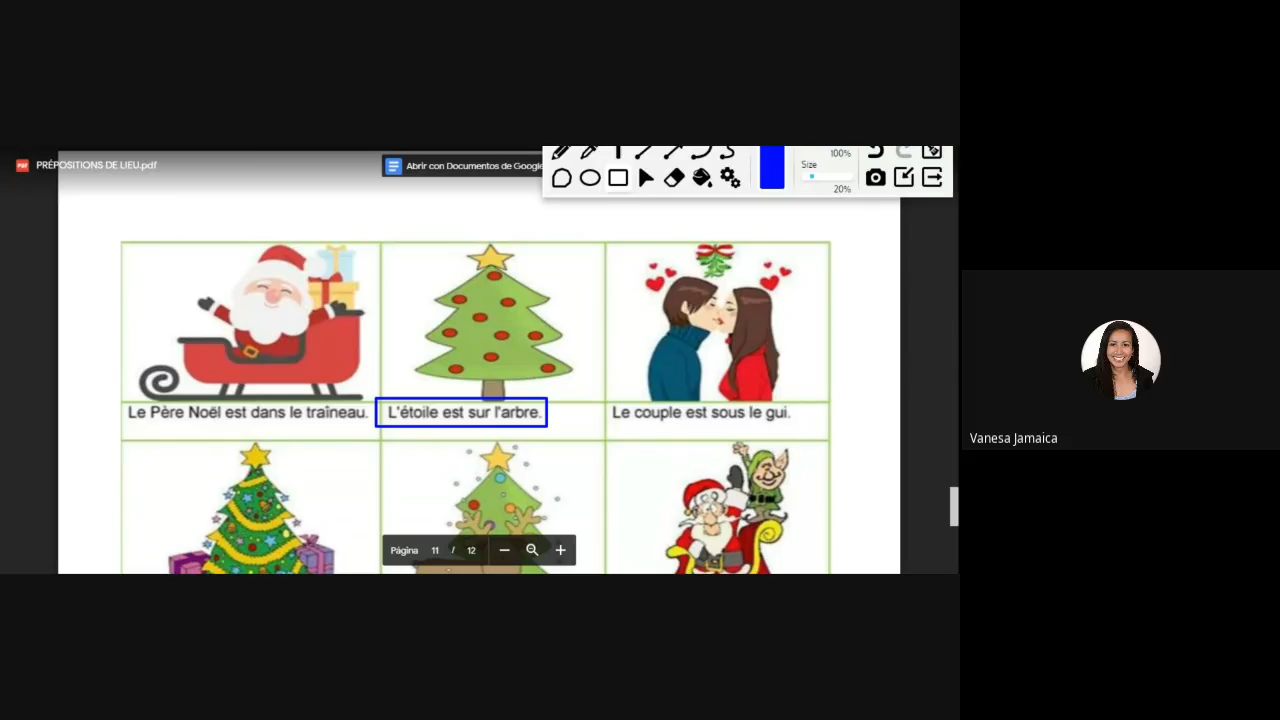 PRÉPOSITIONS DE LIEU.pdf
Abrir con Documentos de Google
100%
Size
20%
Le Père Noël est dans le traîneau.
L'étoile est sur l'arbre.
Le couple est sous le gui.
Vanesa Jamaica
Página 11 / 12